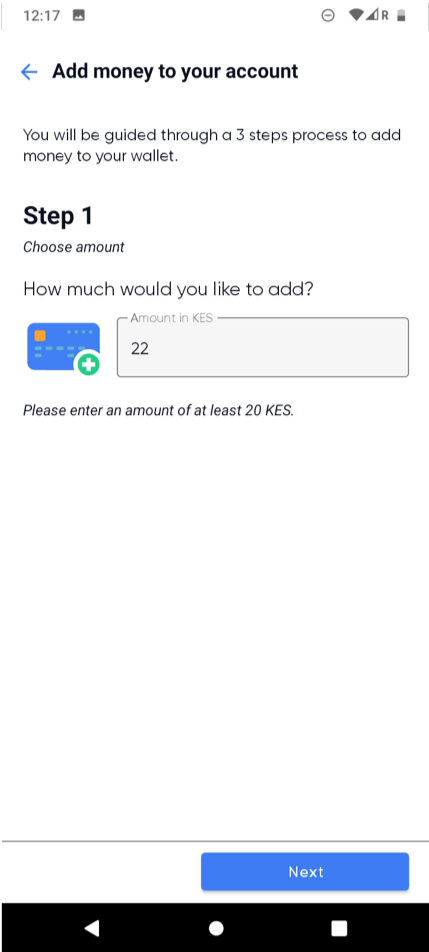 12:17
R
Add money to your account
You will be guided through a 3 steps process to add
money to your wallet.
Step 1
Choose amount
How much would you like to add?
Amount in KES
22
Please enter an amount of at least 20 KES.
Next